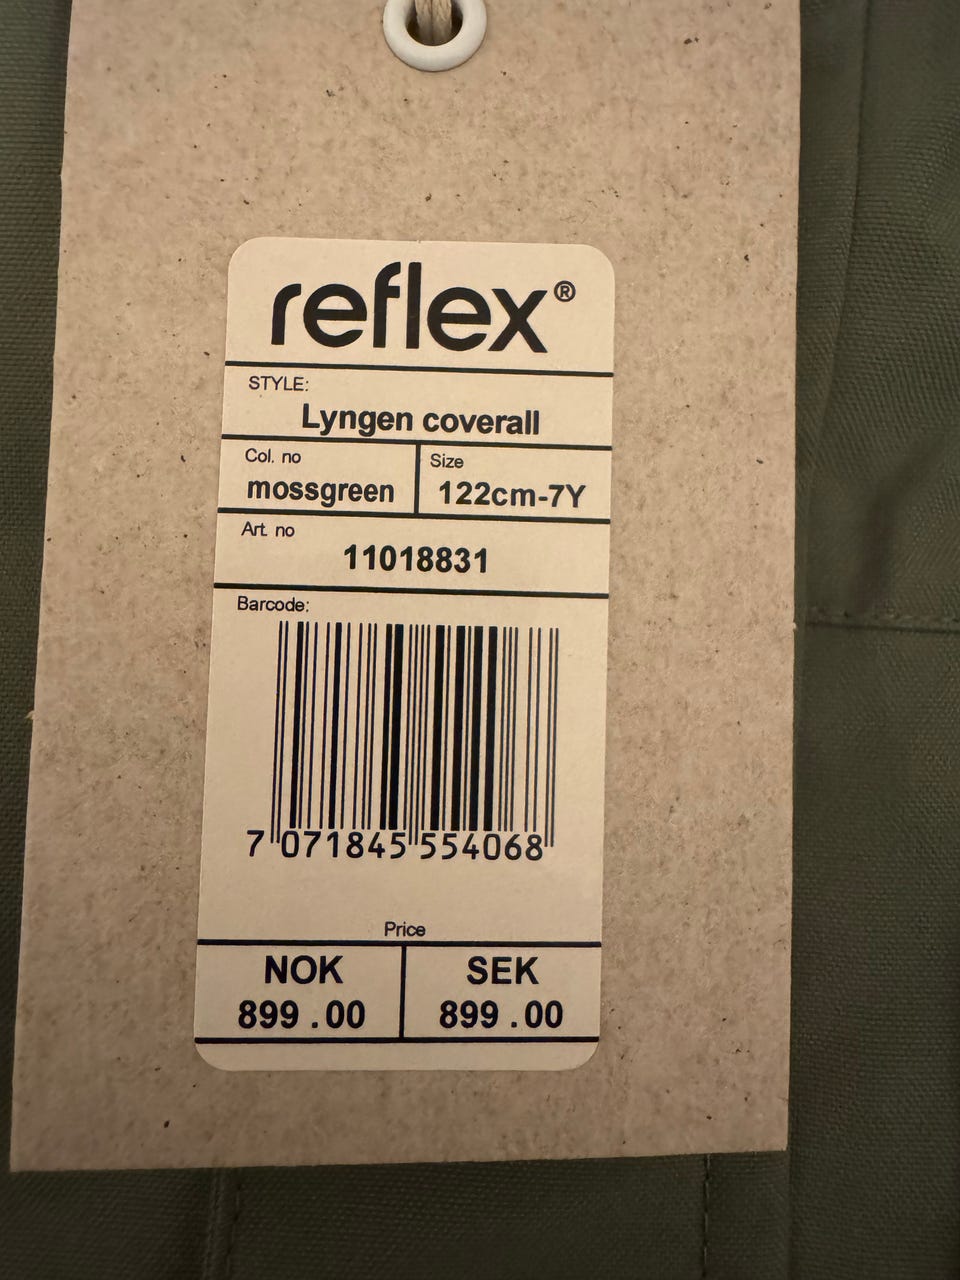 reflex®
STYLE:
Lyngen coverall
Col. no Size
mossgreen 122cm-7Y
Art. no
11018831
Barcode:
7 071845 554068
Price
NOK SEK
899 .00 899 .00